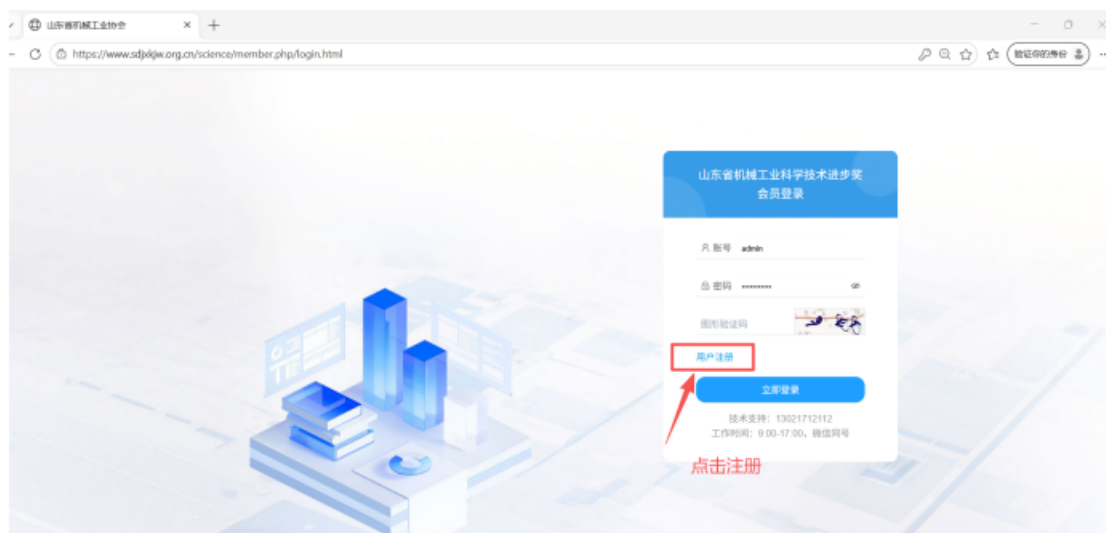 山东省机械工业协会
https://www.sdjxkjw.org.cn/science/member.php/login.html
验证你的身份
山东省机械工业科学技术进步奖
会员登录
账号 admin
密码
图形验证码
用户注册
立即登录
技术支持：13021712112
工作时间：9:00-17:00，微信同号
点击注册